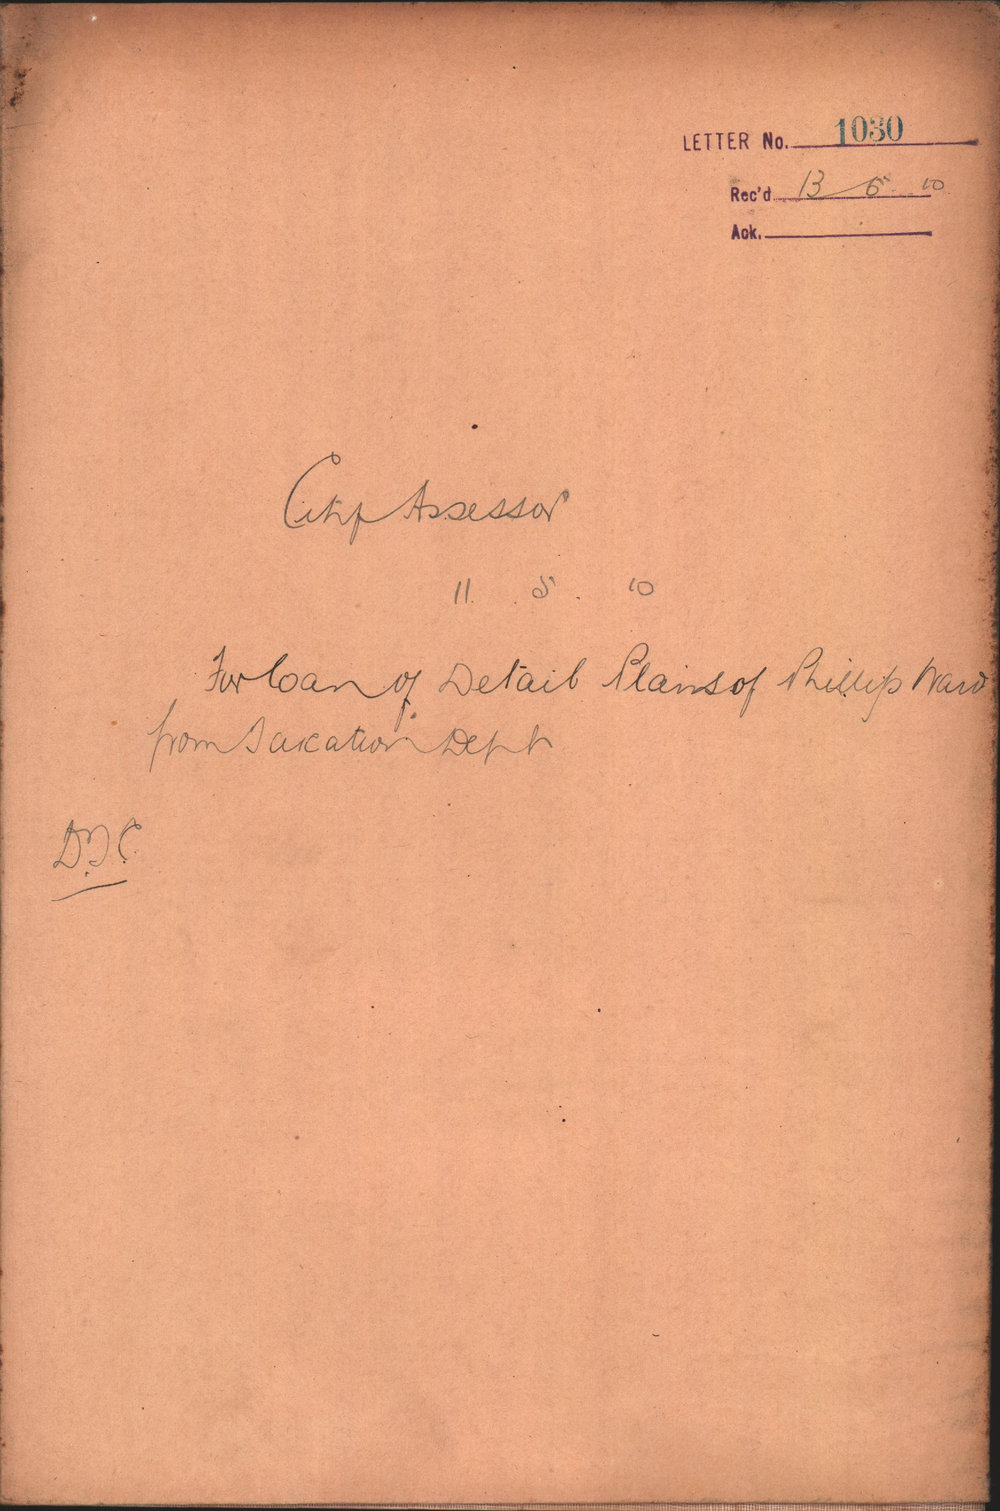 LETTER No. 1030
Rec'd 13 5 10
Ack.
City Assessor
11. 5. 10
For loan of Detail Plans of Phillip Ward
from Taxation Dept